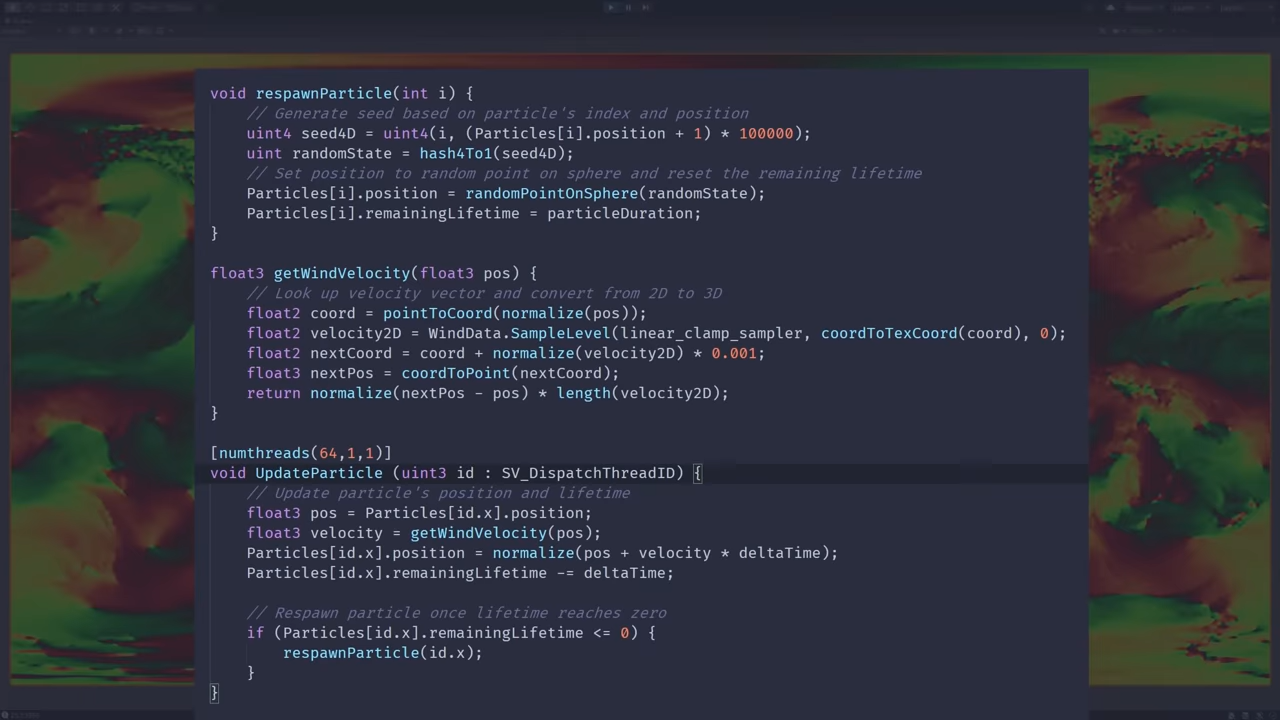 void respawnParticle(int i) {
// Generate seed based on particle's index and position
uint4 seed4D = uint4(i, (Particles[i].position + 1) * 100000);
uint randomState = hash4To1(seed4D);
// Set position to random point on sphere and reset the remaining lifetime
Particles[i].position = randomPointOnSphere(randomState);
Particles[i].remainingLifetime = particleDuration;
}
float3 getWindVelocity(float3 pos) {
// Look up velocity vector and convert from 2D to 3D
float2 coord = pointToCoord(normalize(pos));
float2 velocity2D = WindData.SampleLevel(linear_clamp_sampler, coordToTexCoord(coord), 0);
float2 nextCoord = coord + normalize(velocity2D) * 0.001;
float3 nextPos = coordToPoint(nextCoord);
return normalize(nextPos - pos) * length(velocity2D);
}
[numthreads(64,1,1)]
void UpdateParticle (uint3 id : SV_DispatchThreadID) {
// Update particle's position and lifetime
float3 pos = Particles[id.x].position;
float3 velocity = getWindVelocity(pos);
Particles[id.x].position = normalize(pos + velocity * deltaTime);
Particles[id.x].remainingLifetime -= deltaTime;
// Respawn particle once lifetime reaches zero
if (Particles[id.x].remainingLifetime <= 0) {
respawnParticle(id.x);
}
}